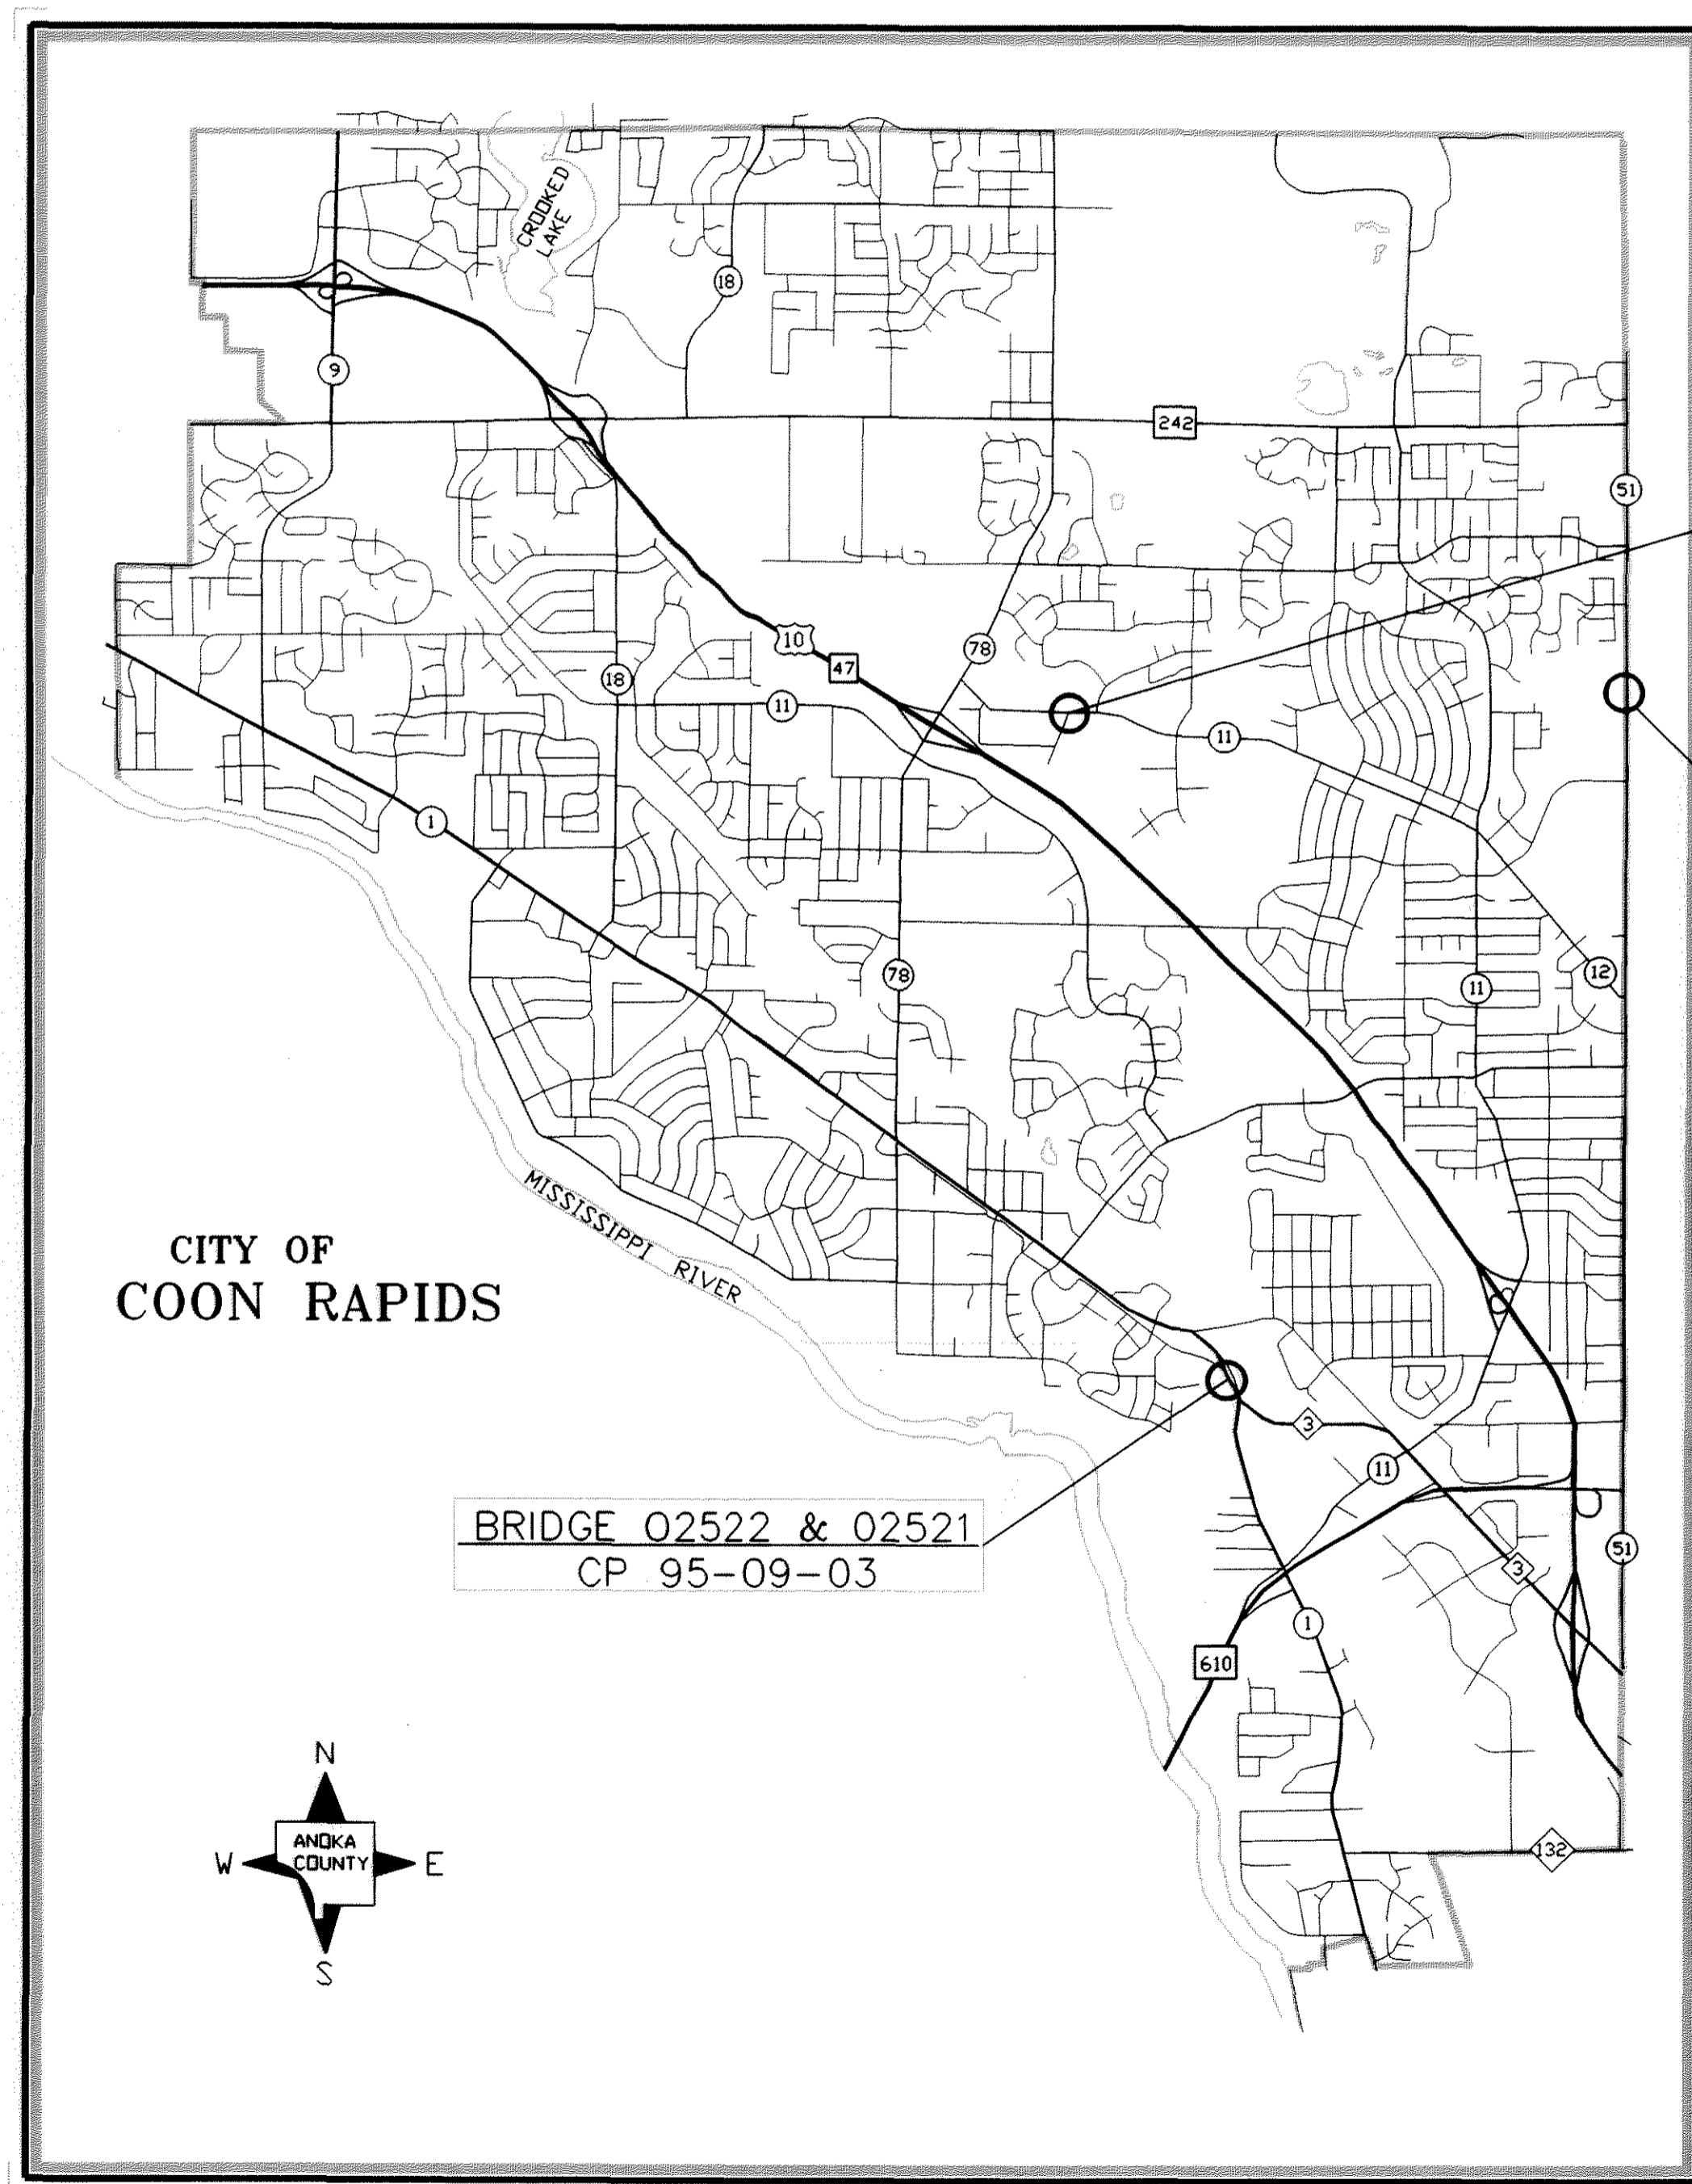 CROOKED
LAKE
18
9
242
51
10
47
78
18
11
11
1
78
12
11
CITY OF
COON RAPIDS
MISSISSIPPI RIVER
3
11
BRIDGE 02522 & 02521
CP 95-09-03
51
3
1
610
N
ANOKA
COUNTY
W
E
S
132